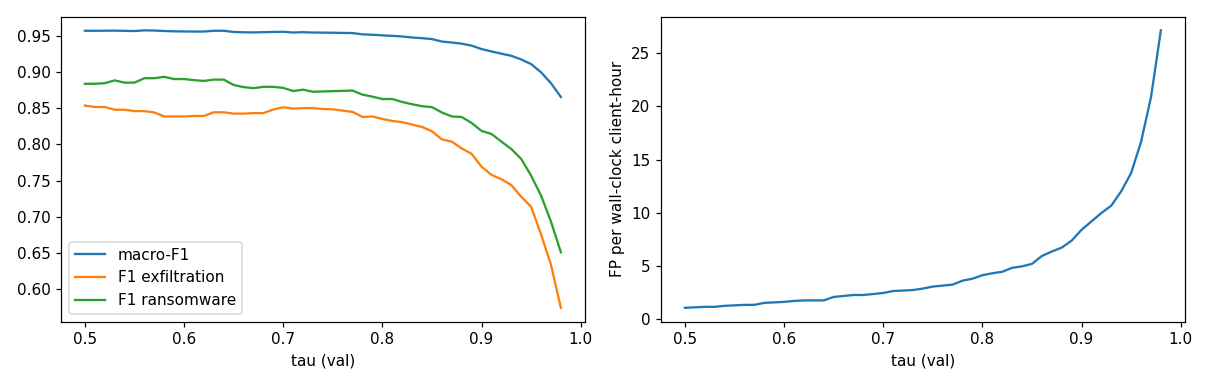 0.95
0.90
0.85
0.80
0.75
0.70
0.65
0.60
macro-F1
F1 exfiltration
F1 ransomware
0.5 0.6 0.7 0.8 0.9 1.0
tau (val)
FP per wall-clock client-hour
25
20
15
10
5
0
0.5 0.6 0.7 0.8 0.9 1.0
tau (val)